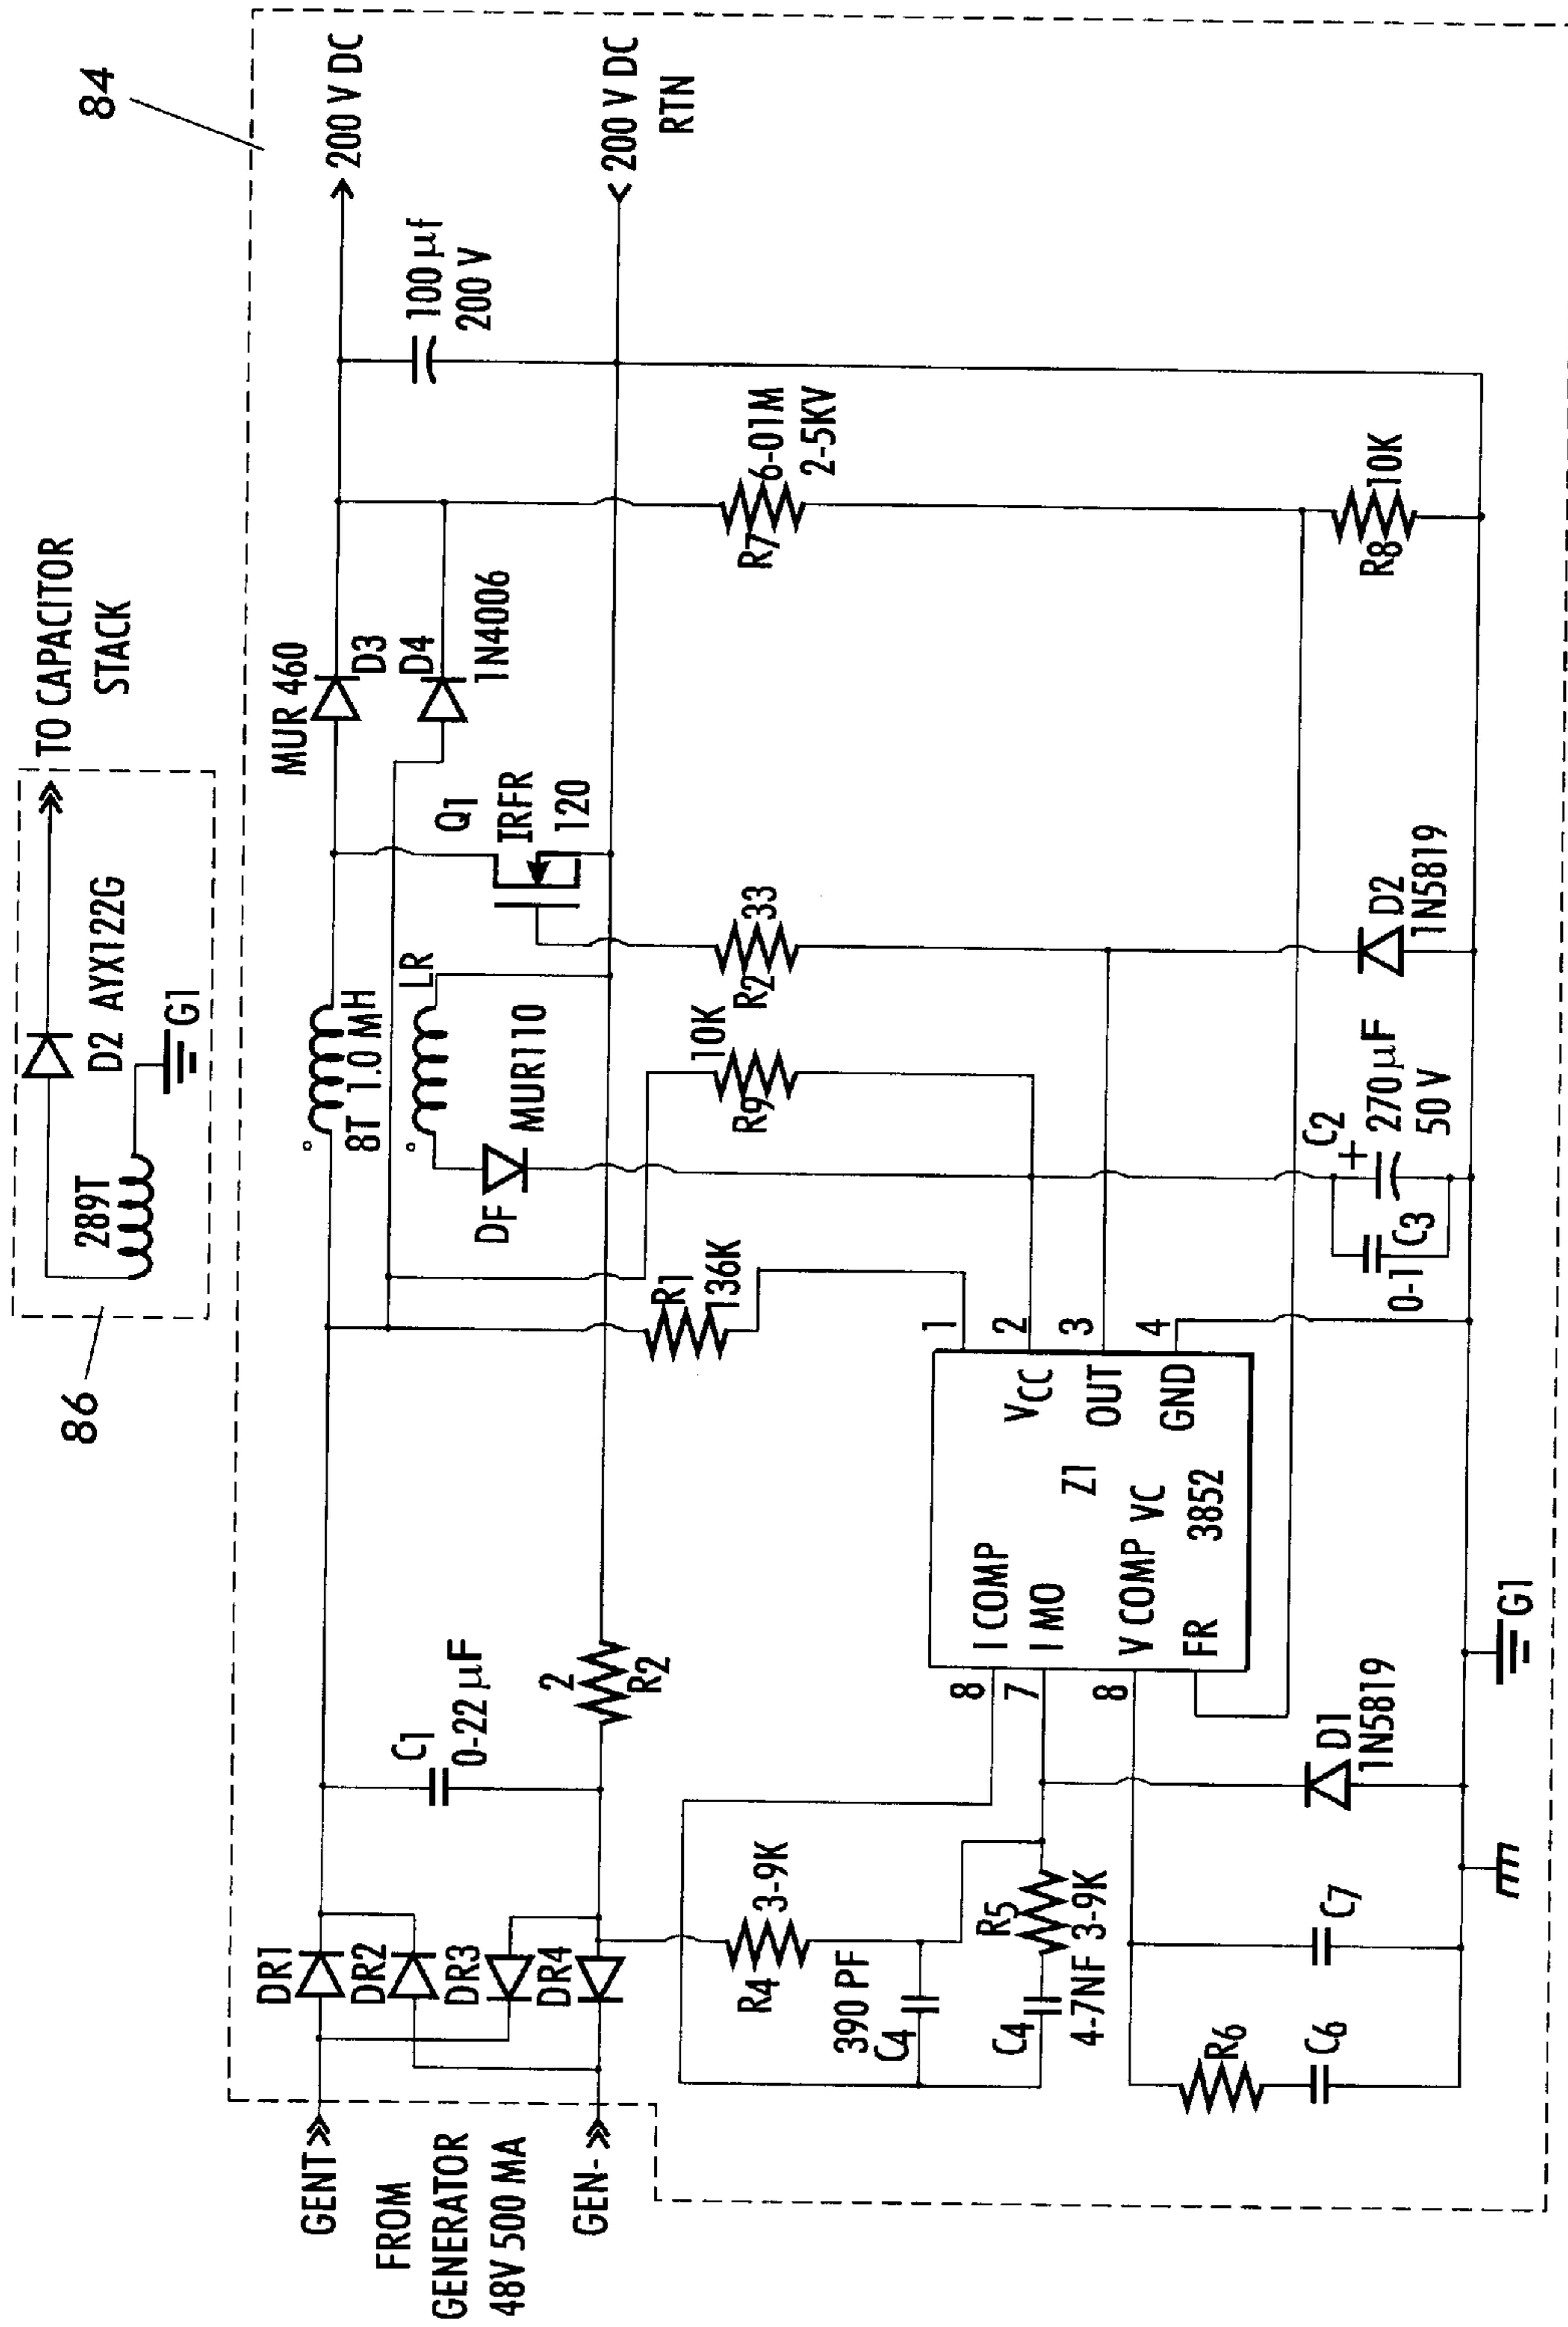 84
86
TO CAPACITOR
STACK
289T
D2 AYX122G
G1
GENT
FROM
GENERATOR
48V 500 MA
GEN-
DR1
DR2
DR3
DR4
C1
0-22 µF
2
R2
8T 1.0 MH
LR
DF
MUR110
MUR 460
D3
D4
1N4006
Q1
IRFR
120
100 µf
200 V
200 V DC
200 V DC
RTN
R1
136K
R9
10K
R2
33
R7
6-01M
2-5KV
R8
10K
R4
3-9K
390 PF
C4
C4
4-7NF
R5
3-9K
R6
C6
C7
8
7
8
I COMP
I MO
V COMP
FR
VC
Z1
3852
VCC
OUT
GND
1
2
3
4
D1
1N5819
G1
0-1
C3
C2
+
270 µF
50 V
D2
1N5819